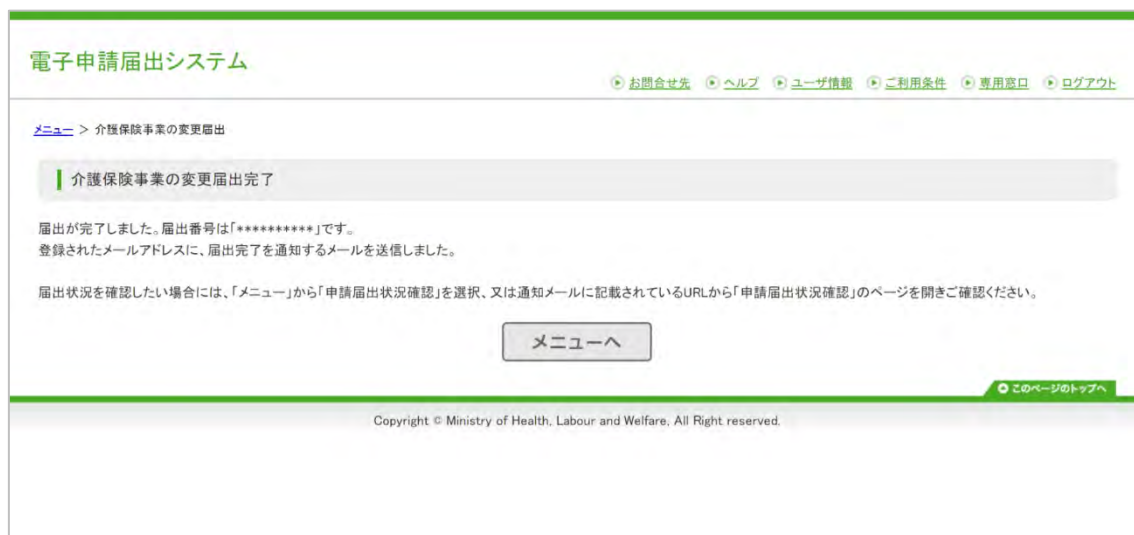 電子申請届出システム
お問合せ先 ヘルプ ユーザ情報 ご利用条件 専用窓口 ログアウト
メニュー > 介護保険事業の変更届出
介護保険事業の変更届出完了
届出が完了しました。届出番号は「**********」です。
登録されたメールアドレスに、届出完了を通知するメールを送信しました。
届出状況を確認したい場合には、「メニュー」から「申請届出状況確認」を選択、又は通知メールに記載されているURLから「申請届出状況確認」のページを開きご確認ください。
メニューへ
このページのトップへ
Copyright © Ministry of Health, Labour and Welfare, All Right reserved.